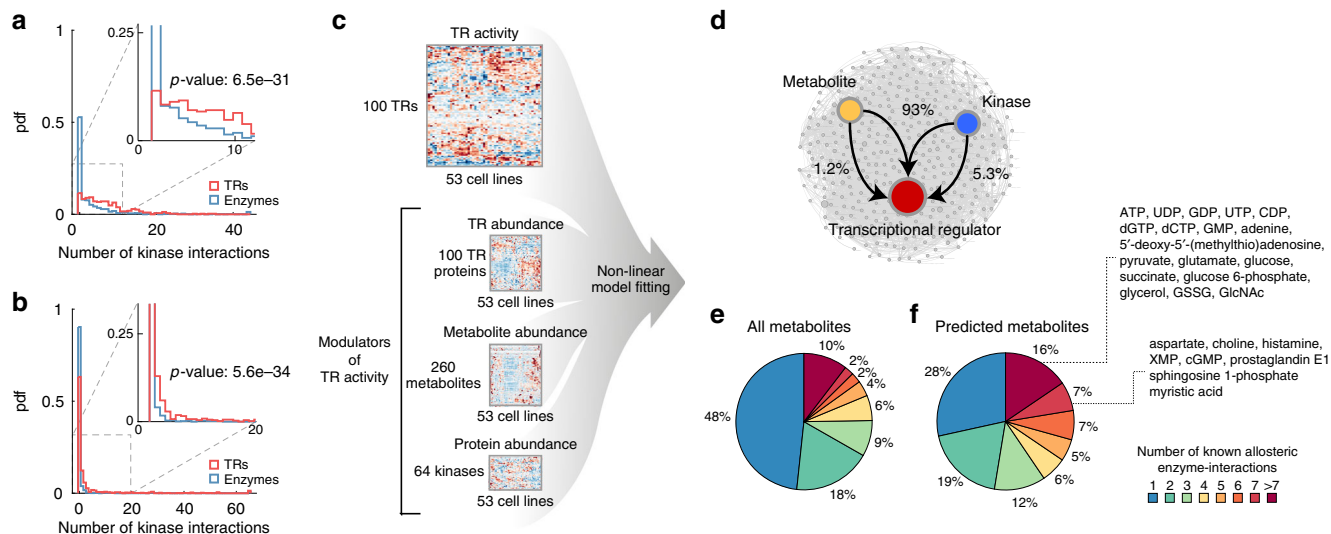 a
1
0.5
0
pdf
0.25
0
0
10
p-value: 6.5e–31
TRs
Enzymes
0
20
40
Number of kinase interactions
b
1
0.5
0
pdf
0.25
0
0
20
p-value: 5.6e–34
TRs
Enzymes
0
20
40
60
Number of kinase interactions
c
TR activity
100 TRs
53 cell lines
Modulators
of
TR activity
TR abundance
100 TR
proteins
53 cell lines
Metabolite abundance
260
metabolites
53 cell lines
Protein abundance
64 kinases
53 cell lines
Non-linear
model fitting
d
Metabolite
93%
Kinase
1.2%
5.3%
Transcriptional regulator
e
All metabolites
10%
2%
2%
4%
6%
9%
18%
48%
f
Predicted metabolites
16%
7%
7%
5%
6%
12%
19%
28%
ATP, UDP, GDP, UTP, CDP,
dGTP, dCTP, GMP, adenine,
5′-deoxy-5′-(methylthio)adenosine,
pyruvate, glutamate, glucose,
succinate, glucose 6-phosphate,
glycerol, GSSG, GlcNAc
aspartate, choline, histamine,
XMP, cGMP, prostaglandin E1
sphingosine 1-phosphate
myristic acid
Number of known allosteric
enzyme-interactions
1 2 3 4 5 6 7 >7